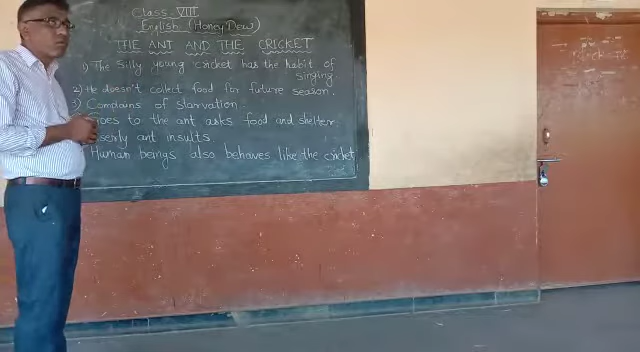 Class VIII
English (Honey Dew)
THE ANT AND THE CRICKET
1) The Silly young cricket has the habit of
singing.
2) He doesn't collect food for future season.
3) Complains of starvation.
Goes to the ant asks food and shelter
iserly ant insults
Human beings also behaves like the cricket